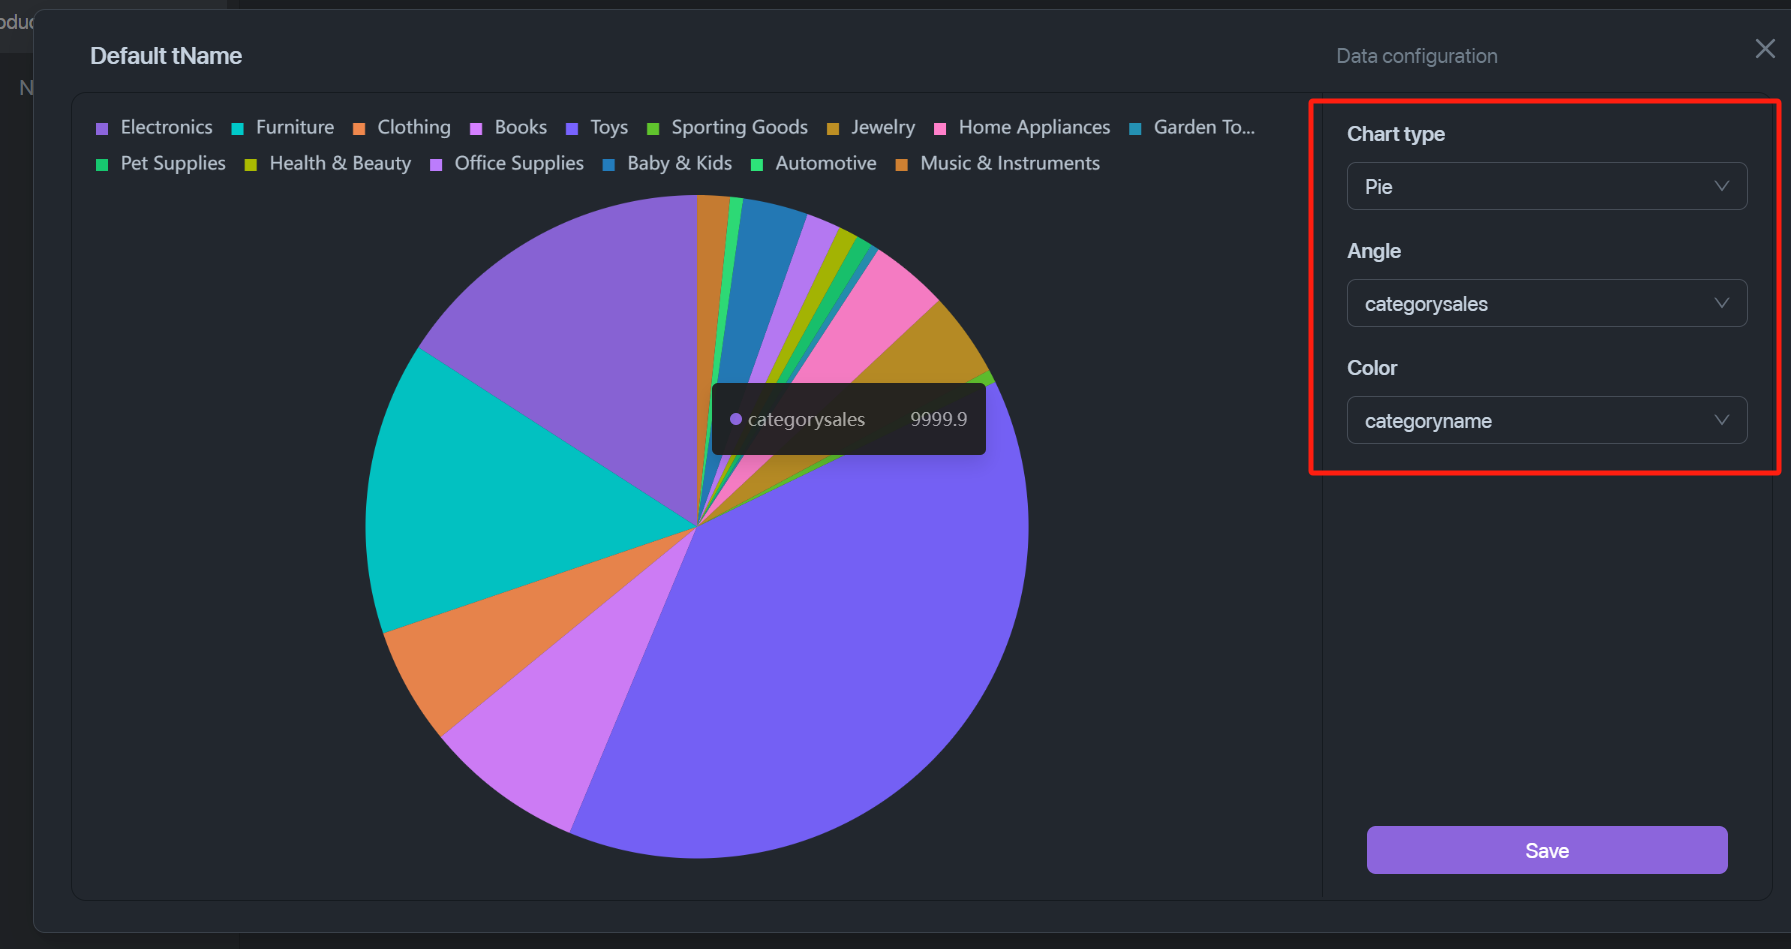 Default tName
Data configuration
Electronics Furniture Clothing Books Toys Sporting Goods Jewelry Home Appliances Garden To...
Pet Supplies Health & Beauty Office Supplies Baby & Kids Automotive Music & Instruments
categorysales 9999.9
Chart type
Pie
Angle
categorysales
Color
categoryname
Save